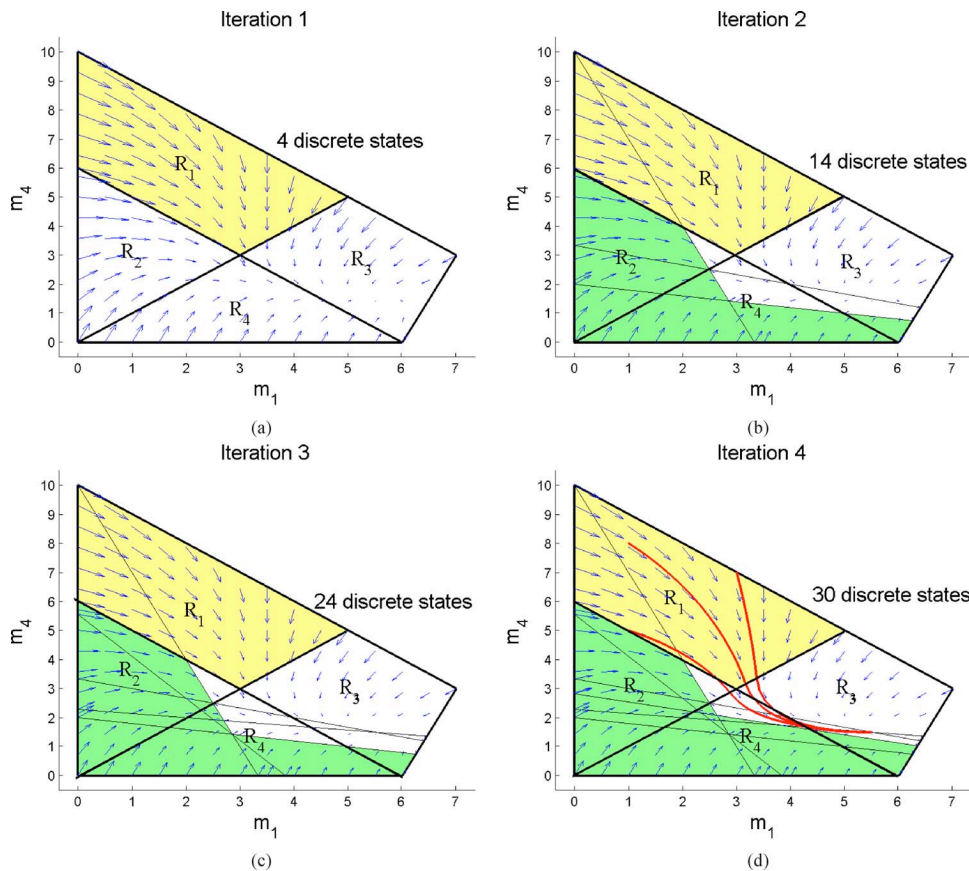 Iteration 1
10
9
8
7
6
5
4
3
2
1
0
m4
4 discrete states
R1
R2
R3
R4
0 1 2 3 4 5 6 7
m1
(a)
Iteration 2
10
9
8
7
6
5
4
3
2
1
0
m4
14 discrete states
R1
R2
R3
R4
0 1 2 3 4 5 6 7
m1
(b)
Iteration 3
10
9
8
7
6
5
4
3
2
1
0
m4
24 discrete states
R1
R2
R3
R4
0 1 2 3 4 5 6 7
m1
(c)
Iteration 4
10
9
8
7
6
5
4
3
2
1
0
m4
30 discrete states
R1
R2
R3
R4
0 1 2 3 4 5 6 7
m1
(d)